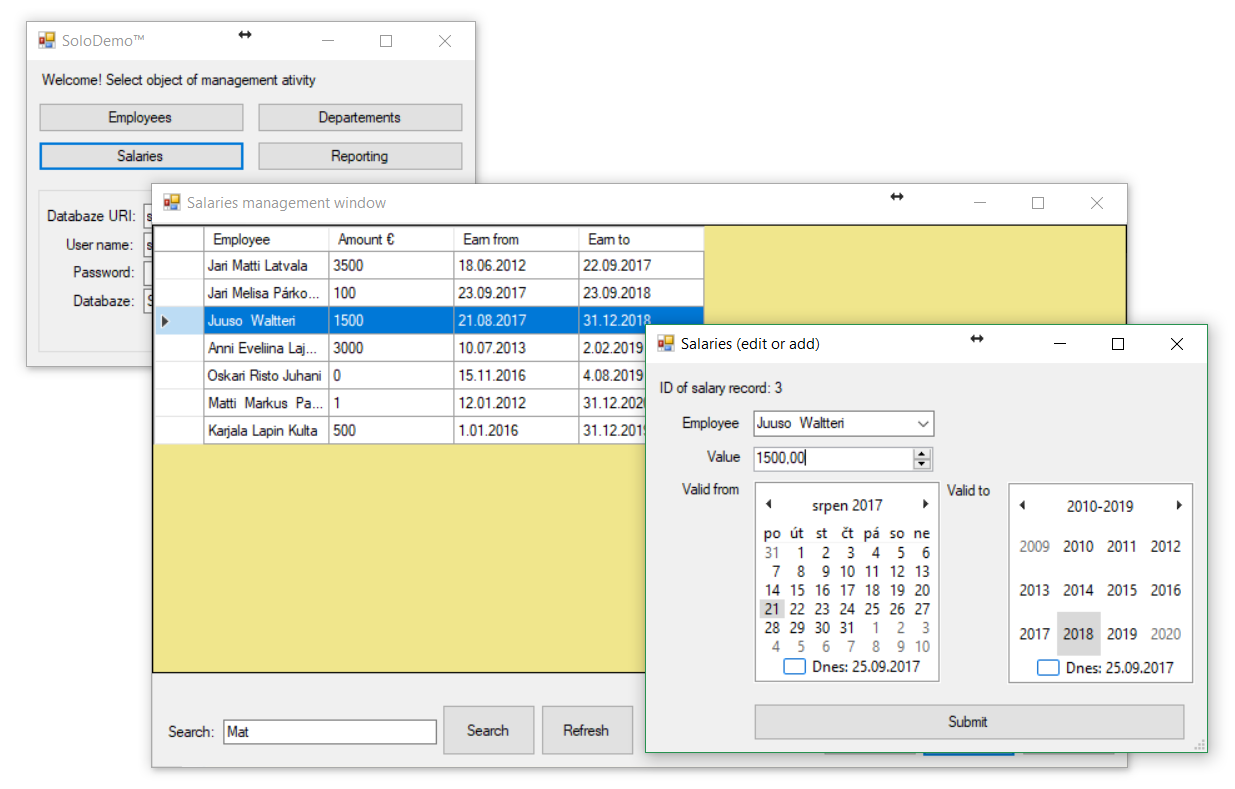 SoloDemo™
Welcome! Select object of management ativity
Employees Departements
Salaries Reporting
Databaze URI: s
User name: s
Password:
Databaze: S
Salaries management window
Employee Amount € Earn from Earn to
Jari Matti Latvala 3500 18.06.2012 22.09.2017
Jari Melisa Párko... 100 23.09.2017 23.09.2018
Juuso Waltteri 1500 21.08.2017 31.12.2018
Anni Eveliina Laj... 3000 10.07.2013 2.02.2019
Oskari Risto Juhani 0 15.11.2016 4.08.2019
Matti Markus Pa... 1 12.01.2012 31.12.2020
Karjala Lapin Kulta 500 1.01.2016 31.12.2019
Search: Mat Search Refresh
Salaries (edit or add)
ID of salary record: 3
Employee Juuso Waltteri
Value 1500,00
Valid from
srpen 2017
po út st čt pá so ne
31 1 2 3 4 5 6
7 8 9 10 11 12 13
14 15 16 17 18 19 20
21 22 23 24 25 26 27
28 29 30 31 1 2 3
4 5 6 7 8 9 10
Dnes: 25.09.2017
Valid to
2010-2019
2009 2010 2011 2012
2013 2014 2015 2016
2017 2018 2019 2020
Dnes: 25.09.2017
Submit